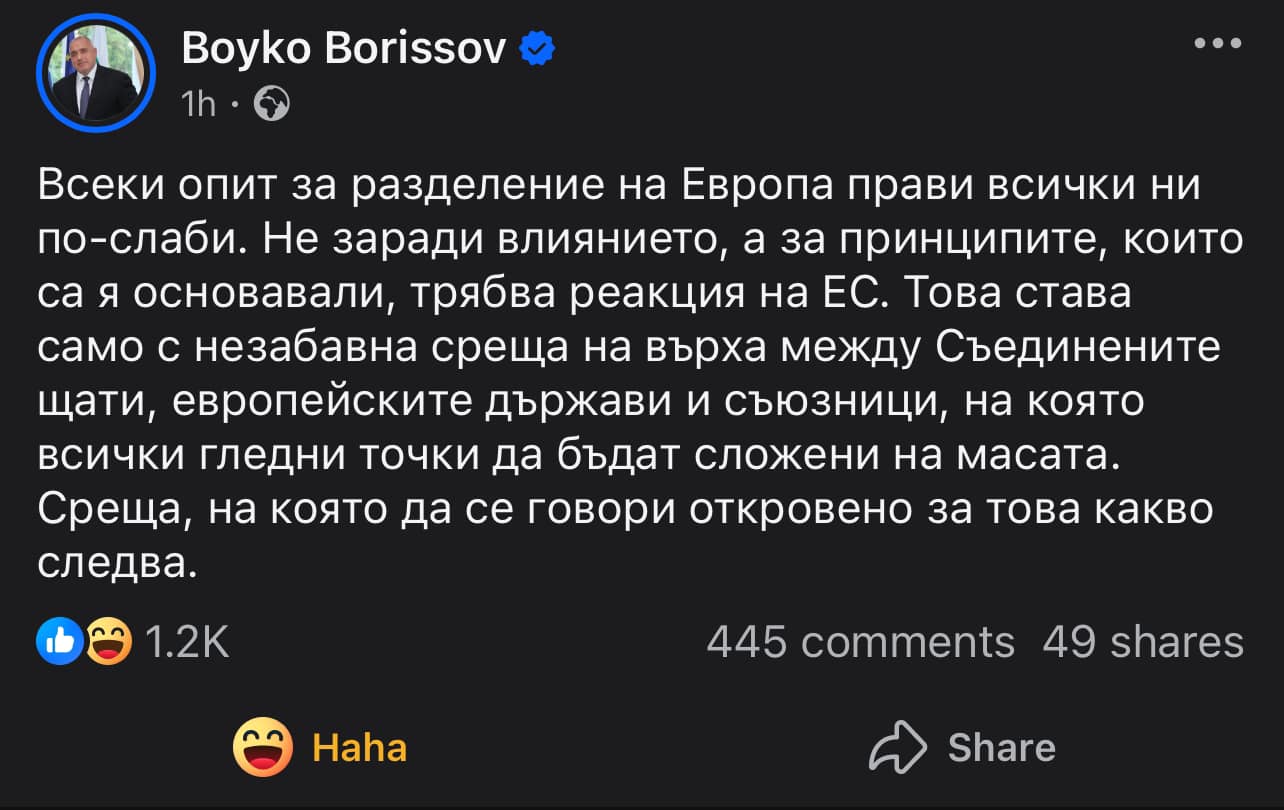 Boyko Borissov
1h ·
Всеки опит за разделение на Европа прави всички ни
по-слаби. Не заради влиянието, а за принципите, които
са я основавали, трябва реакция на ЕС. Това става
само с незабавна среща на върха между Съединените
щати, европейските държави и съюзници, на която
всички гледни точки да бъдат сложени на масата.
Среща, на която да се говори откровено за това какво
следва.
1.2K 445 comments 49 shares
Haha Share